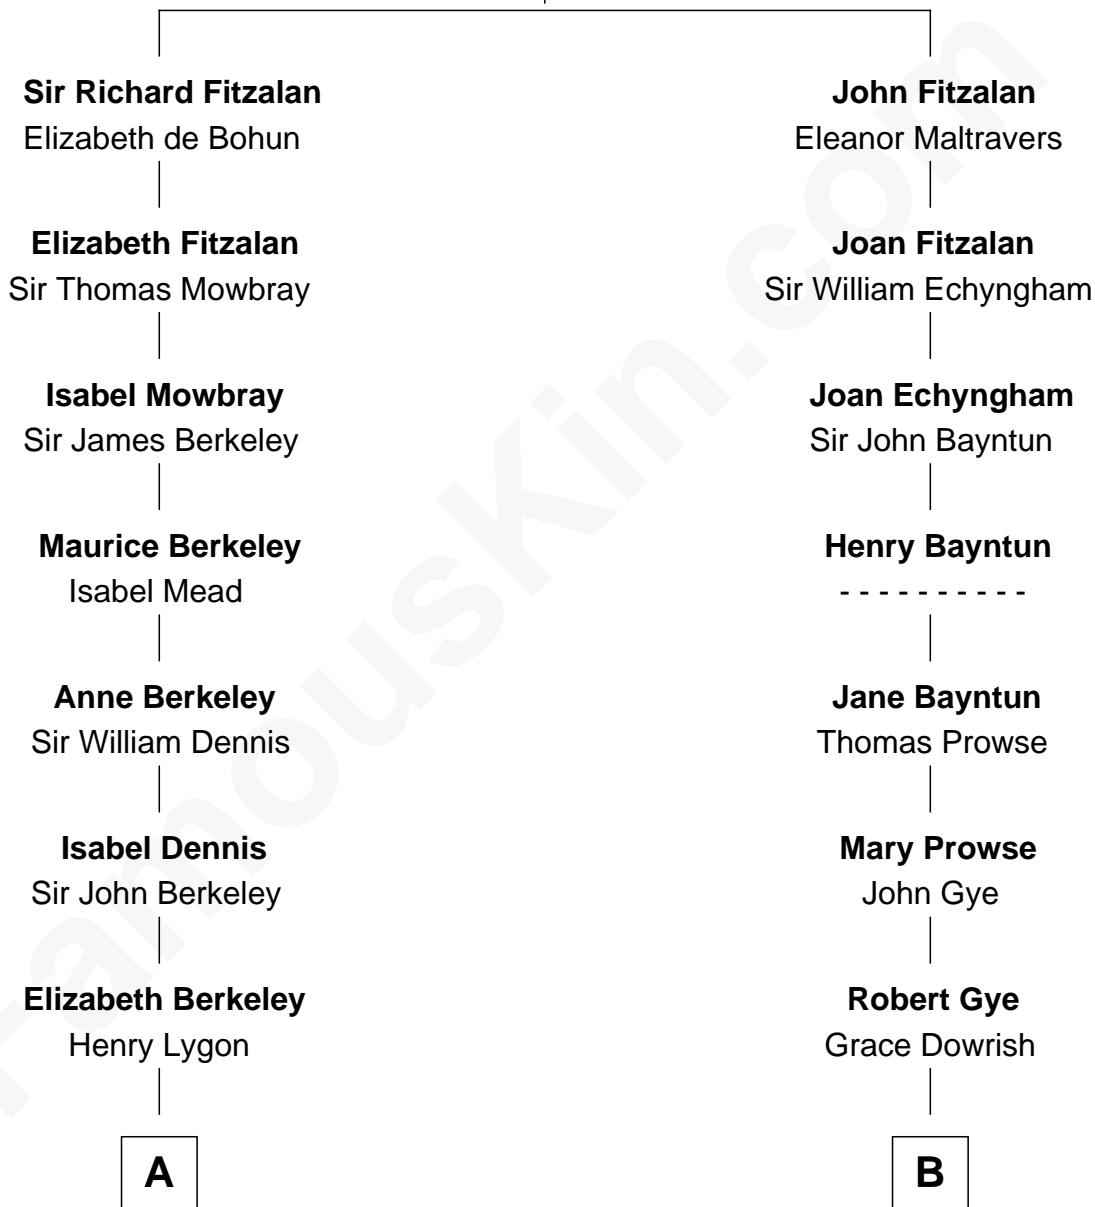 Sir Richard Fitzalan
Elizabeth de Bohun
John Fitzalan
Eleanor Maltravers
Elizabeth Fitzalan
Sir Thomas Mowbray
Joan Fitzalan
Sir William Echyngham
Isabel Mowbray
Sir James Berkeley
Joan Echyngham
Sir John Bayntun
Maurice Berkeley
Isabel Mead
Henry Bayntun
- - - - - - - - - -
Anne Berkeley
Sir William Dennis
Jane Bayntun
Thomas Prowse
Isabel Dennis
Sir John Berkeley
Mary Prowse
John Gye
Elizabeth Berkeley
Henry Lygon
Robert Gye
Grace Dowrish
A
B
FamousKin.com